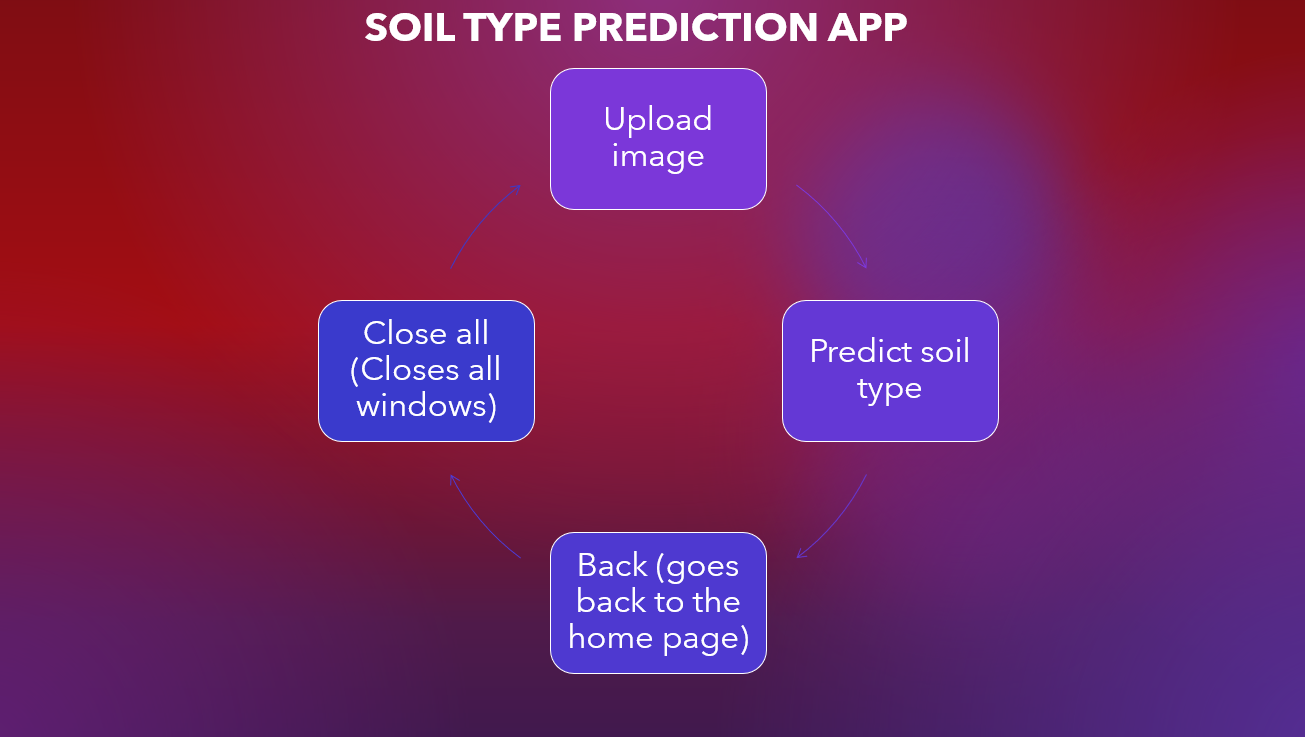 SOIL TYPE PREDICTION APP
Upload
image
Predict soil
type
Back (goes
back to the
home page)
Close all
(Closes all
windows)